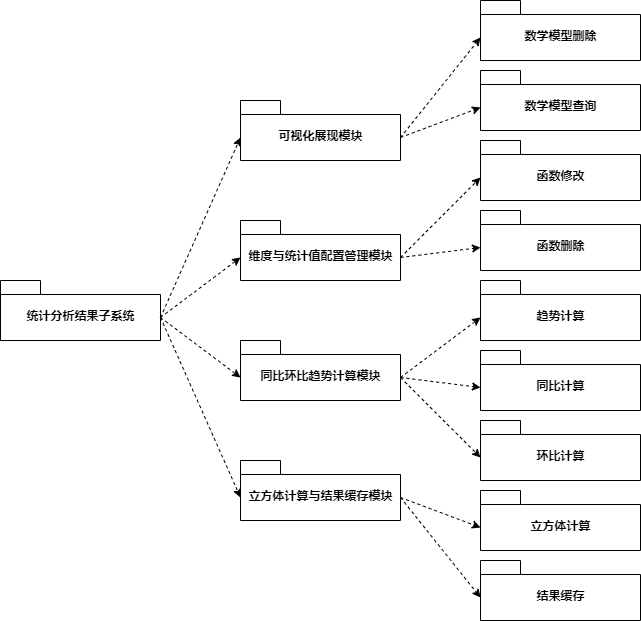 数学模型删除
数学模型查询
可视化展现模块
函数修改
函数删除
维度与统计值配置管理模块
统计分析结果子系统
趋势计算
同比计算
同比环比趋势计算模块
环比计算
立方体计算与结果缓存模块
立方体计算
结果缓存